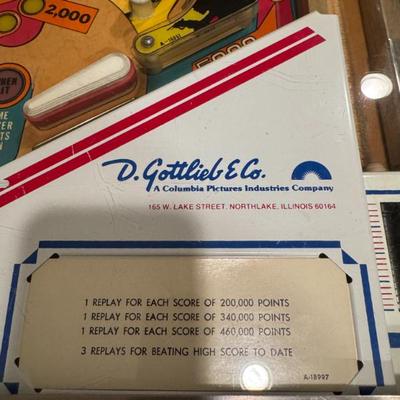 2,000
A-18891
5000
D. Gottlieb & Co.
A Columbia Pictures Industries Company
165 W. LAKE STREET, NORTHLAKE, ILLINOIS 60164
1 REPLAY FOR EACH SCORE OF 200,000 POINTS
1 REPLAY FOR EACH SCORE OF 340,000 POINTS
1 REPLAY FOR EACH SCORE OF 460,000 POINTS
3 REPLAYS FOR BEATING HIGH SCORE TO DATE
A-18997